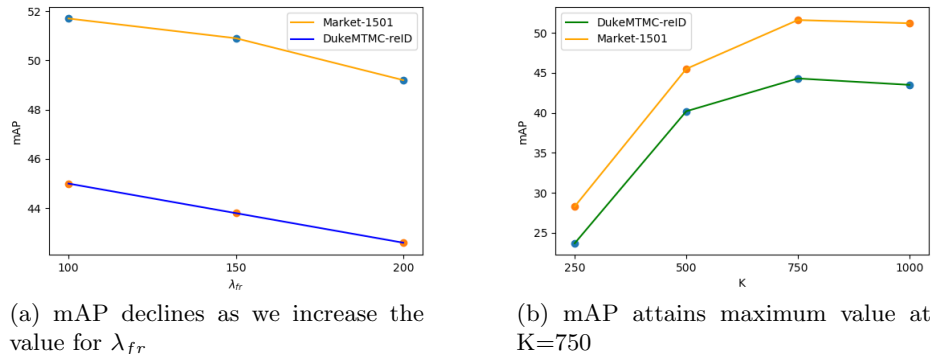 52
50
48
46
44
mAP
100
150
200
λfr
Market-1501
DukeMTMC-reID
(a) mAP declines as we increase the
value for λfr
50
45
40
35
30
25
mAP
250
500
750
1000
K
DukeMTMC-reID
Market-1501
(b) mAP attains maximum value at
K=750